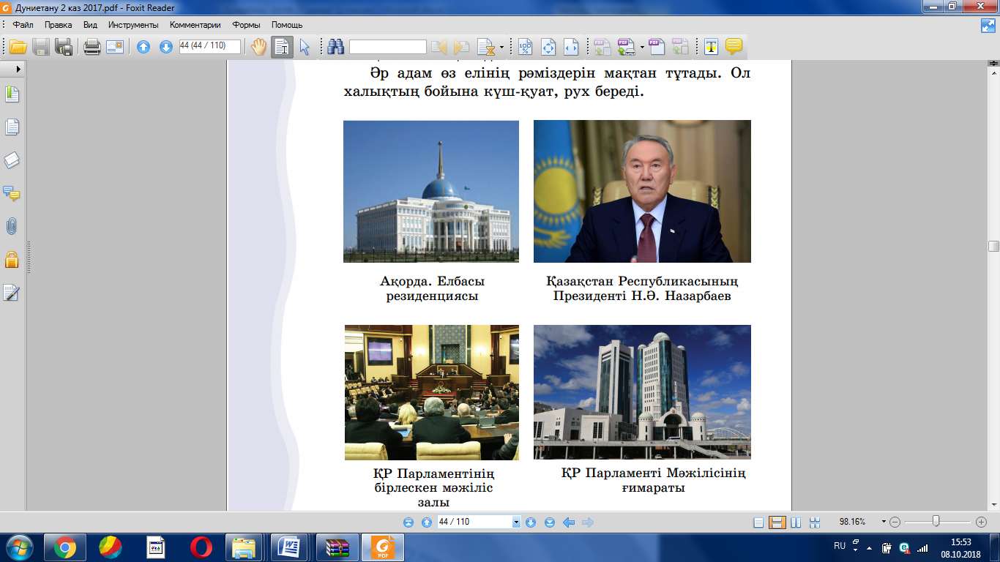 Дуниетану 2 каз 2017.pdf - Foxit Reader
Файл Правка Вид Инструменты Комментарии Формы Помощь
44 (44 / 110)
Әр адам өз елінің рәміздерін мақтан тұтады. Ол
халықтың бойына күш-қуат, рух береді.
Ақорда. Елбасы
резиденциясы
Қазақстан Республикасының
Президенті Н.Ә. Назарбаев
ҚР Парламентінің
бірлескен мәжіліс
залы
ҚР Парламенті Мәжілісінің
ғимараты
44 / 110
98.16%
RU
15:53
08.10.2018